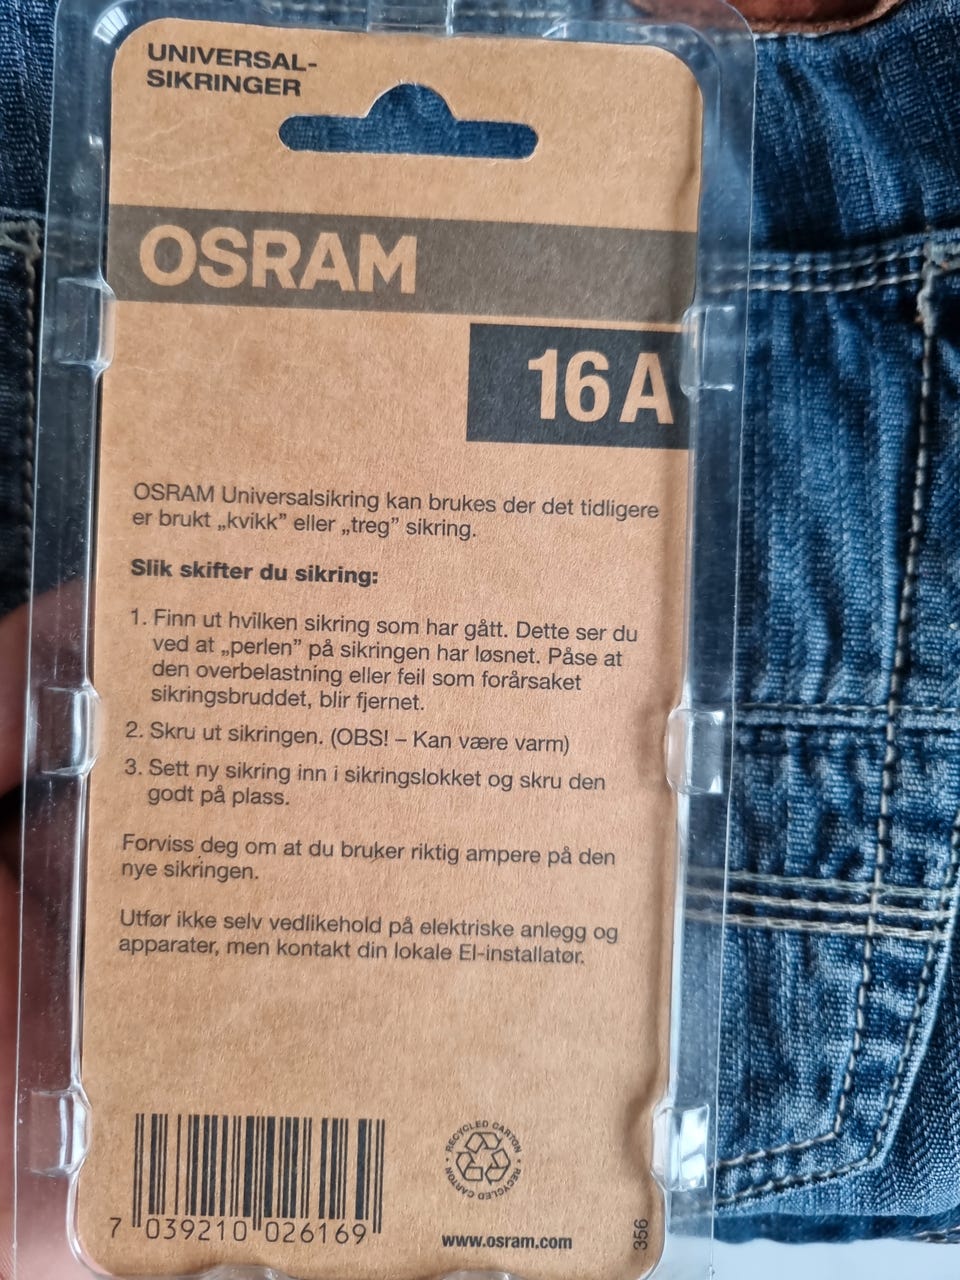 UNIVERSAL-
SIKRINGER
OSRAM
16 A
OSRAM Universalsikring kan brukes der det tidligere
er brukt „kvikk” eller „treg” sikring.
Slik skifter du sikring:
1. Finn ut hvilken sikring som har gått. Dette ser du
ved at „perlen” på sikringen har løsnet. Påse at
den overbelastning eller feil som forårsaket
sikringsbruddet, blir fjernet.
2. Skru ut sikringen. (OBS! – Kan være varm)
3. Sett ny sikring inn i sikringslokket og skru den
godt på plass.
Forviss deg om at du bruker riktig ampere på den
nye sikringen.
Utfør ikke selv vedlikehold på elektriske anlegg og
apparater, men kontakt din lokale El-installatør.
RECYCLED CARTON • RECYCLED CARTON •
7 039210 026169
www.osram.com
356